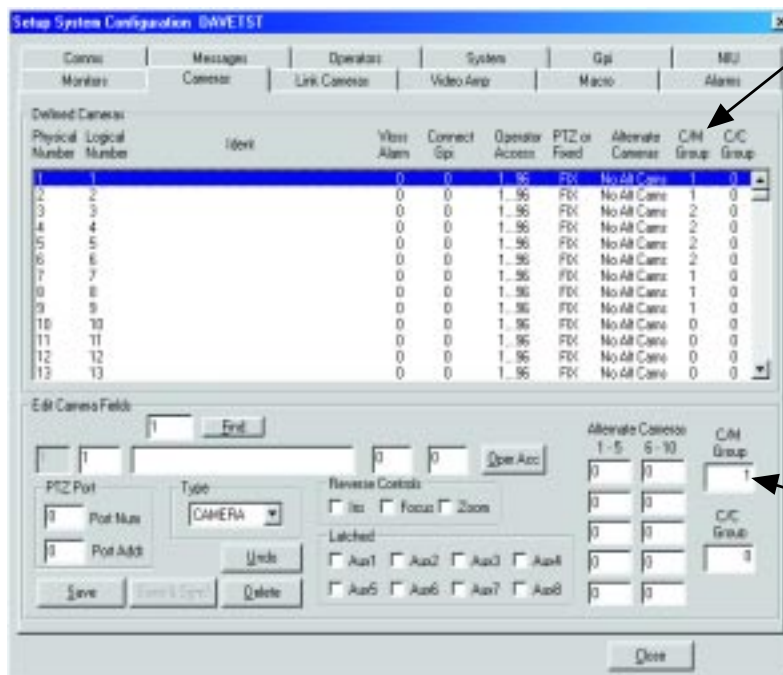 Setup System Configuration DAVETST
Comms Messages Operators System Gpi NIU
Monitors Cameras Link Cameras Video Amp Macro Alarms
Defined Cameras
Physical Logical Ident Vloss Connect Operator PTZ or Alternate C/M C/C
Number Number Alarm Gpi Access Fixed Cameras Group Group
1 1 0 0 1...96 FIX No Alt Cams 1 0
2 2 0 0 1...96 FIX No Alt Cams 1 0
3 3 0 0 1...96 FIX No Alt Cams 2 0
4 4 0 0 1...96 FIX No Alt Cams 2 0
5 5 0 0 1...96 FIX No Alt Cams 2 0
6 6 0 0 1...96 FIX No Alt Cams 2 0
7 7 0 0 1...96 FIX No Alt Cams 1 0
8 8 0 0 1...96 FIX No Alt Cams 1 0
9 9 0 0 1...96 FIX No Alt Cams 1 0
10 10 0 0 1...96 FIX No Alt Cams 0 0
11 11 0 0 1...96 FIX No Alt Cams 0 0
12 12 0 0 1...96 FIX No Alt Cams 0 0
13 13 0 0 1...96 FIX No Alt Cams 0 0
Edit Camera Fields
1 Find
1 1 0 0 Oper Acc
Alternate Cameras
1 - 5 6 - 10
C/M
Group
0 0 1
PTZ Port Type Reverse Controls
0 Port Num CAMERA Iris Focus Zoom
0 0
C/C
Group
0 Port Addr Undo Latched
0 0 0
Aux1 Aux2 Aux3 Aux4
0 0
Save Delete Aux5 Aux6 Aux7 Aux8
0 0
Close